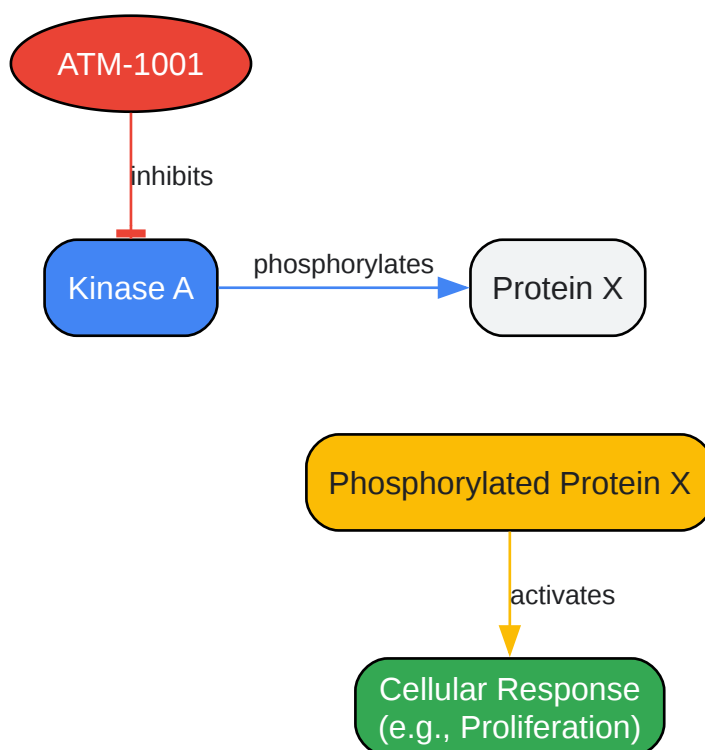 ATM-1001
inhibits
phosphorylates
Kinase A
Protein X
Phosphorylated Protein X
activates
Cellular Response
(e.g., Proliferation)